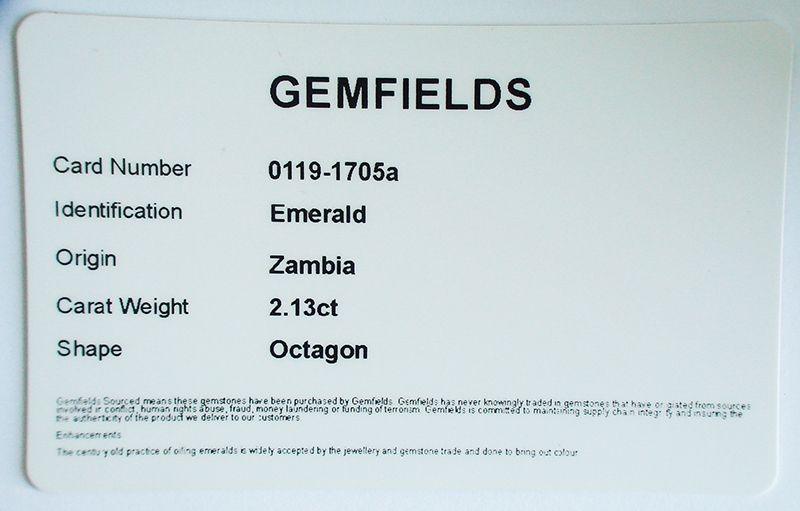 GEMFIELDS
Card Number 0119-1705a
Identification Emerald
Origin Zambia
Carat Weight 2.13ct
Shape Octagon
Gemfields Sourced means these gemstones have been purchased by Gemfields. Gemfields has never knowingly traded in gemstones that have originated from sources
involved in conflict, human rights abuse, fraud, money laundering or funding of terrorism. Gemfields is committed to maintaining supply chain integrity and insuring the
the authenticity of the product we deliver to our customers
Enhancements
The century old practice of oiling emeralds is widely accepted by the jewellery and gemstone trade and done to bring out colour